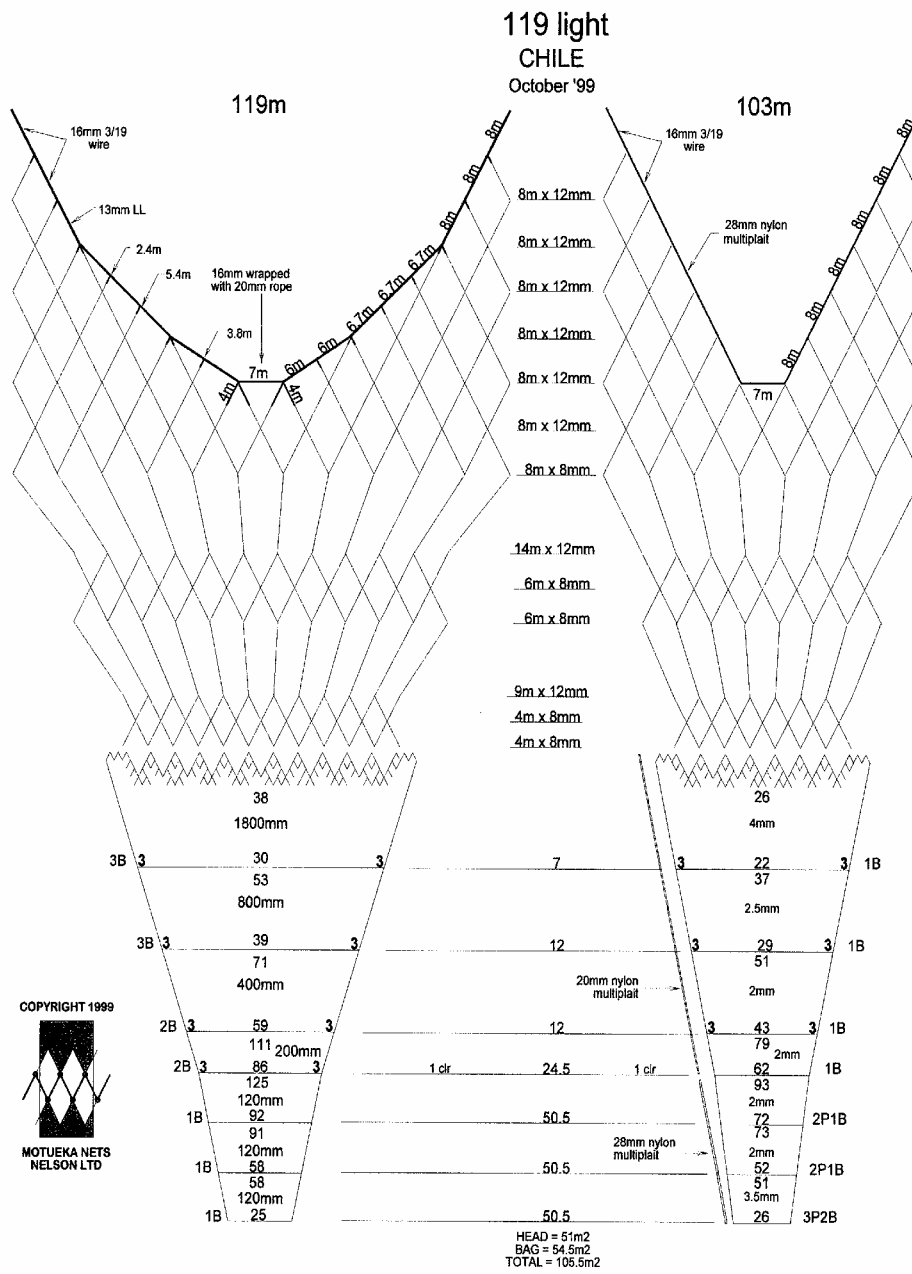 119 light
CHILE
October '99
119m
103m
16mm 3/19
wire
13mm LL
2.4m
5.4m
3.8m
16mm wrapped
with 20mm rope
7m
4m
4m
6m
6m
6.7m
6.7m
6.7m
8m
8m
8m
8m x 12mm
8m x 12mm
8m x 12mm
8m x 12mm
8m x 12mm
8m x 12mm
8m x 8mm
14m x 12mm
6m x 8mm
6m x 8mm
9m x 12mm
4m x 8mm
4m x 8mm
16mm 3/19
wire
28mm nylon
multiplait
7m
8m
8m
8m
8m
8m
8m
38
1800mm
3B 3 30 3
53
800mm
3B 3 39 3
71
400mm
2B 3 59 3
111 200mm
2B 3 86 3
125
120mm
1B 92
91
120mm
1B 58
58
120mm
1B 25
7
12
12
1 clr 24.5 1 clr
50.5
50.5
50.5
20mm nylon
multiplait
28mm nylon
multiplait
26
4mm
3 22 3 1B
37
2.5mm
3 29 3 1B
51
2mm
3 43 3 1B
79
2mm
62 1B
93
2mm
72 2P1B
73
2mm
52 2P1B
51
3.5mm
26 3P2B
HEAD = 51m2
BAG = 54.5m2
TOTAL = 105.5m2
COPYRIGHT 1999
MOTUEKA NETS
NELSON LTD